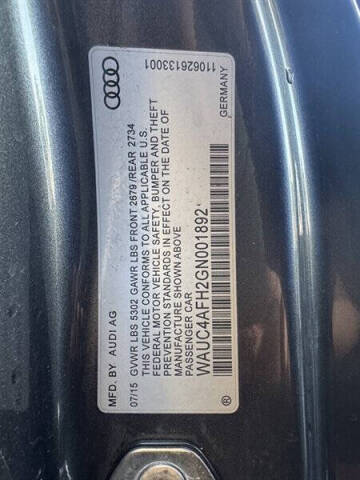 110626133001
GERMANY
MFD. BY AUDI AG
07/15 GVWR LBS 5302 GAWR LBS FRONT 2679/REAR 2734
THIS VEHICLE CONFORMS TO ALL APPLICABLE U.S.
FEDERAL MOTOR VEHICLE SAFETY, BUMPER AND THEFT
PREVENTION STANDARDS IN EFFECT ON THE DATE OF
MANUFACTURE SHOWN ABOVE
PASSENGER CAR
WAUC4AFH2GN001892
R